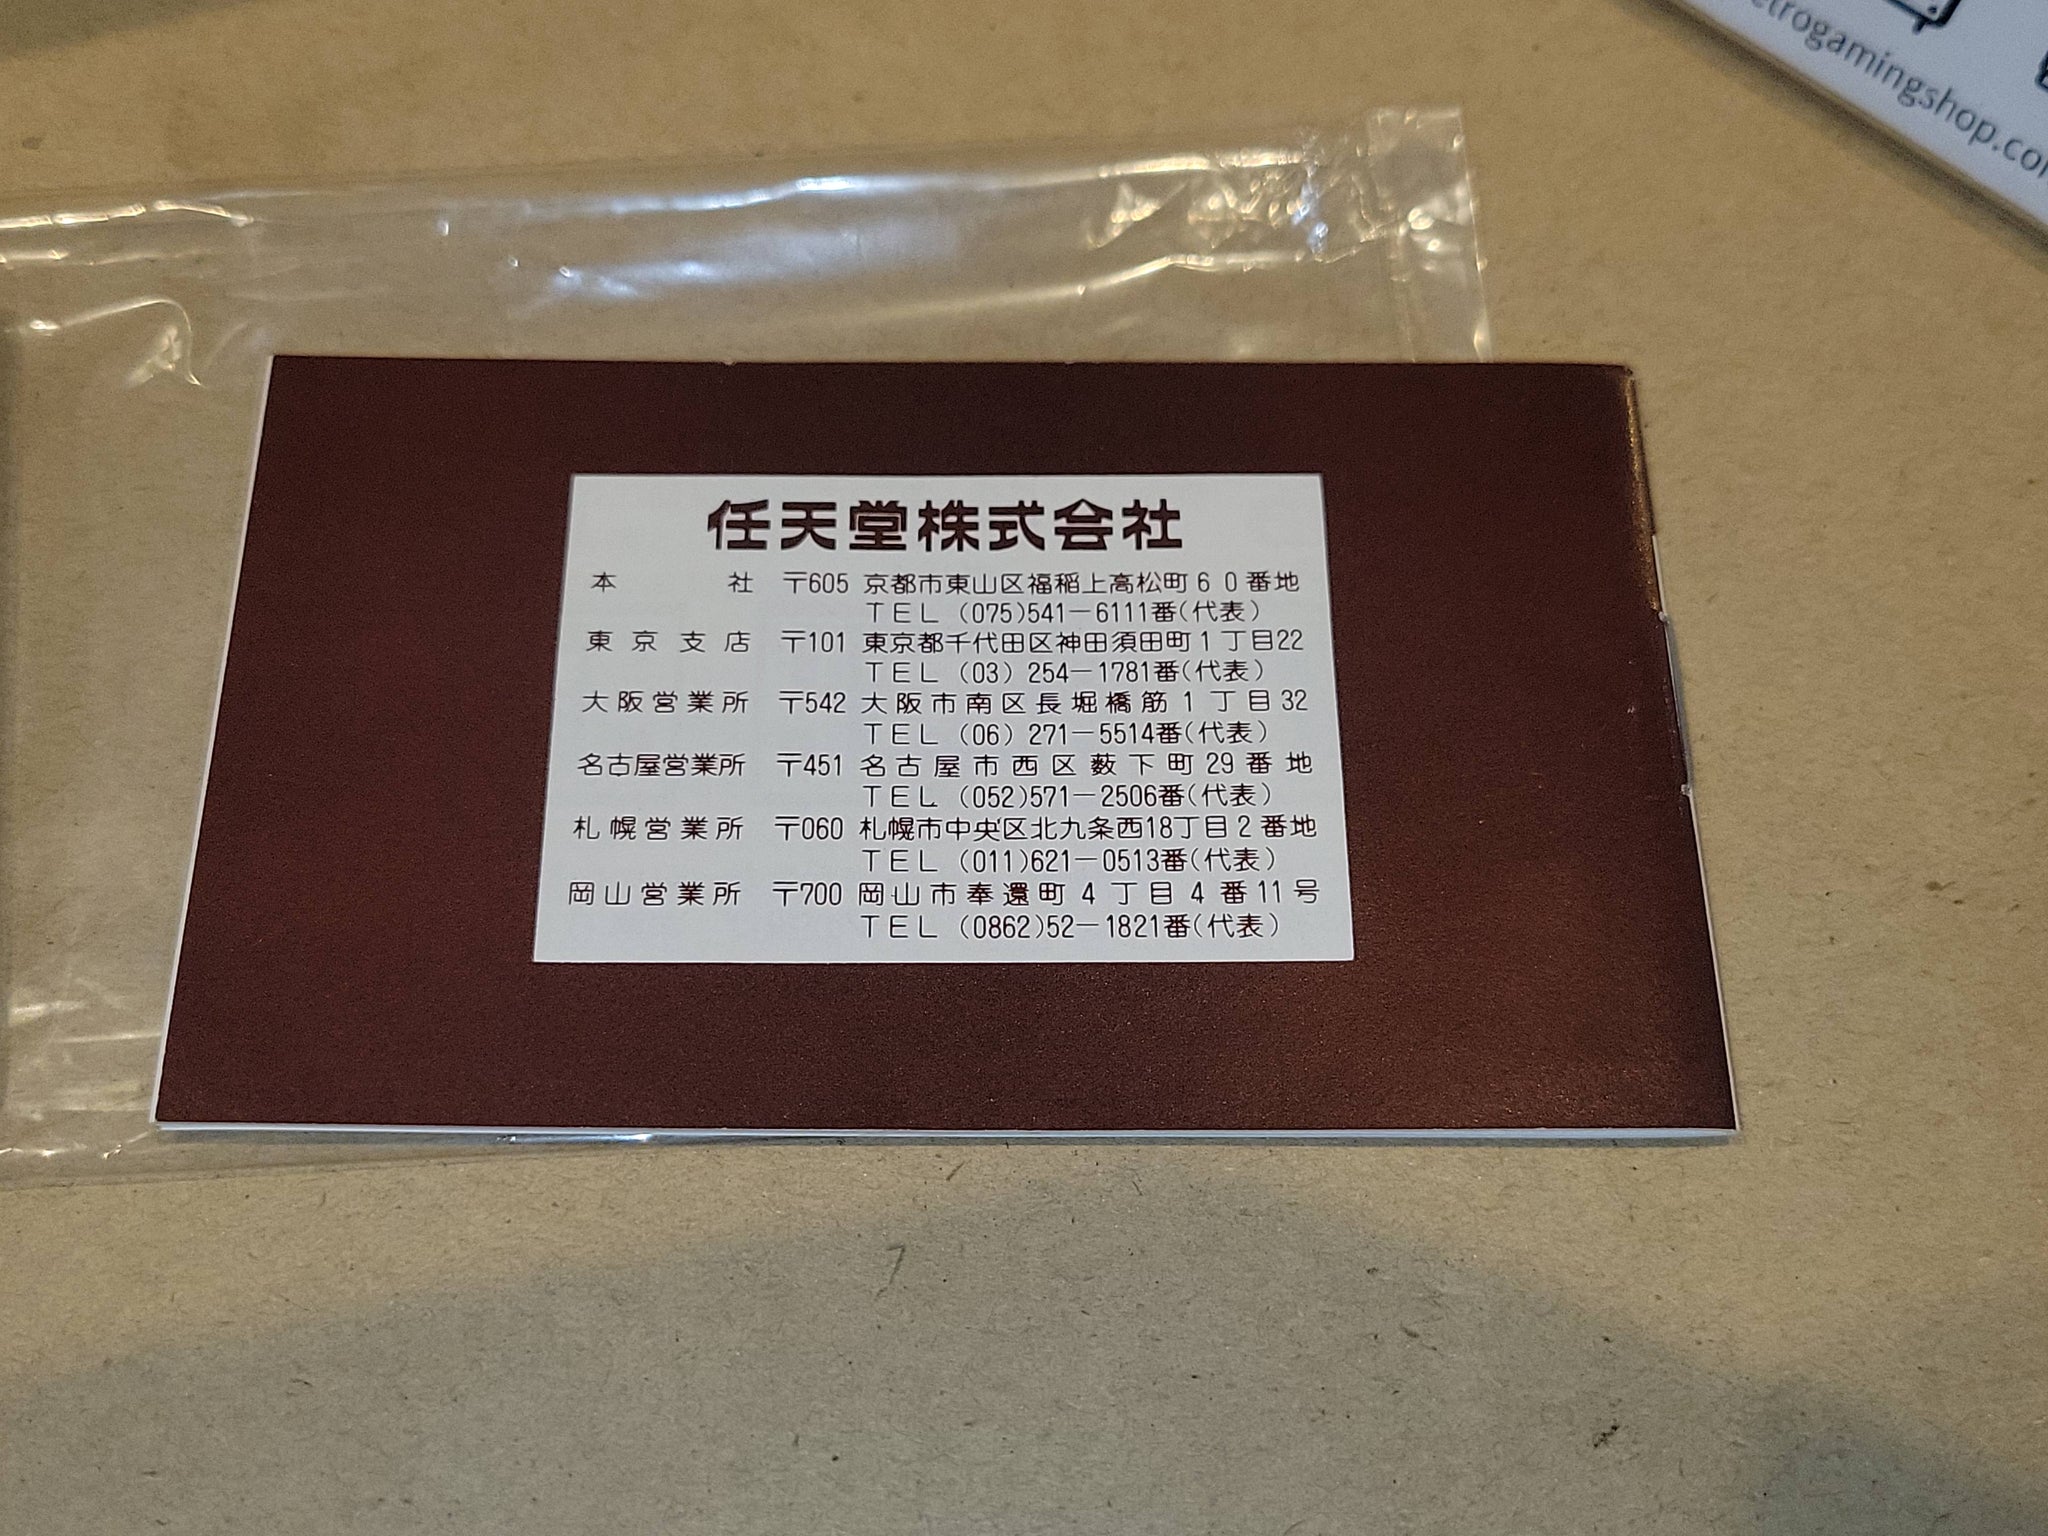 etrogamingshop.co
任天堂株式会社
本社 〒605 京都市東山区福稲上高松町60番地
TEL (075)541－6111番(代表)
東京支店 〒101 東京都千代田区神田須田町1丁目22
TEL (03) 254－1781番(代表)
大阪営業所 〒542 大阪市南区長堀橋筋1丁目32
TEL (06) 271－5514番(代表)
名古屋営業所 〒451 名古屋市西区薮下町29番地
TEL (052)571－2506番(代表)
札幌営業所 〒060 札幌市中央区北九条西18丁目2番地
TEL (011)621－0513番(代表)
岡山営業所 〒700 岡山市奉還町4丁目4番11号
TEL (0862)52－1821番(代表)